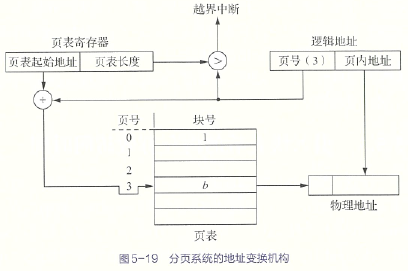 越界中断
页表寄存器
逻辑地址
页表起始地址 页表长度
>
页号（3） 页内地址
+
页号 块号
0 1
1
2
3 b
页表
物理地址
图5-19 分页系统的地址变换机构